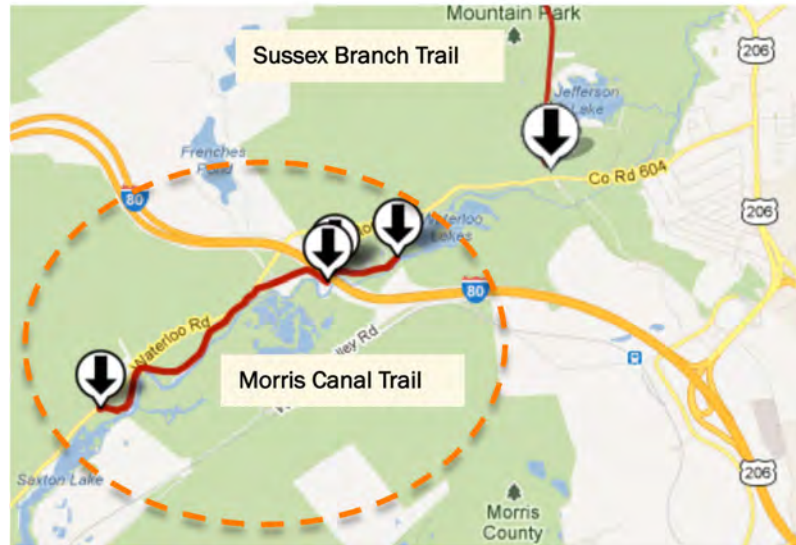 Mountain Park
Sussex Branch Trail
206
Jefferson
Lake
Frenches
Pond
Co Rd 604
80
206
Waterloo
Lakes
80
Waterloo Rd
Morris Canal Trail
Saxton Lake
206
Morris
County